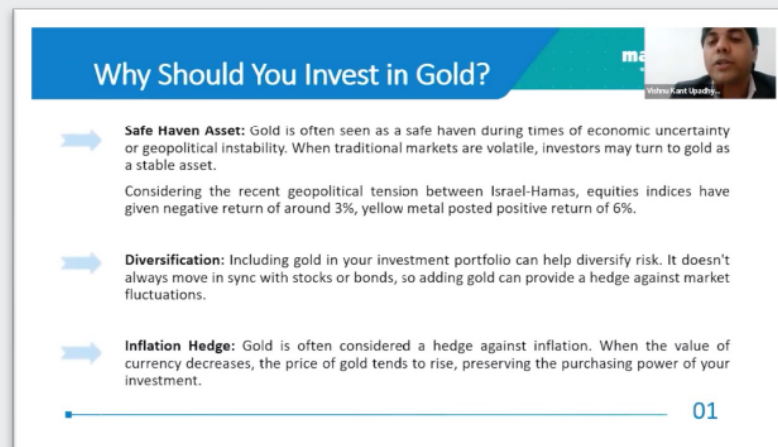 Why Should You Invest in Gold?
ma
Vishnu Kant Upadhy...
Safe Haven Asset: Gold is often seen as a safe haven during times of economic uncertainty
or geopolitical instability. When traditional markets are volatile, investors may turn to gold as
a stable asset.
Considering the recent geopolitical tension between Israel-Hamas, equities indices have
given negative return of around 3%, yellow metal posted positive return of 6%.
Diversification: Including gold in your investment portfolio can help diversify risk. It doesn't
always move in sync with stocks or bonds, so adding gold can provide a hedge against market
fluctuations.
Inflation Hedge: Gold is often considered a hedge against inflation. When the value of
currency decreases, the price of gold tends to rise, preserving the purchasing power of your
investment.
01